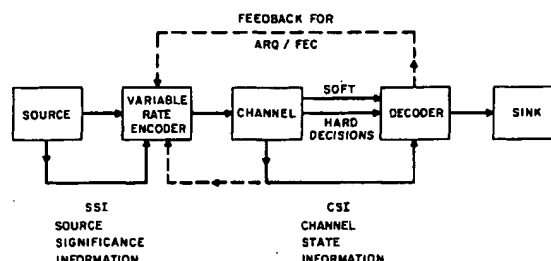 FEEDBACK FOR
ARQ / FEC
SOURCE
VARIABLE
RATE
ENCODER
CHANNEL
SOFT
HARD
DECISIONS
DECODER
SINK
SSI
SOURCE
SIGNIFICANCE
INFORMATION
CSI
CHANNEL
STATE
INFORMATION